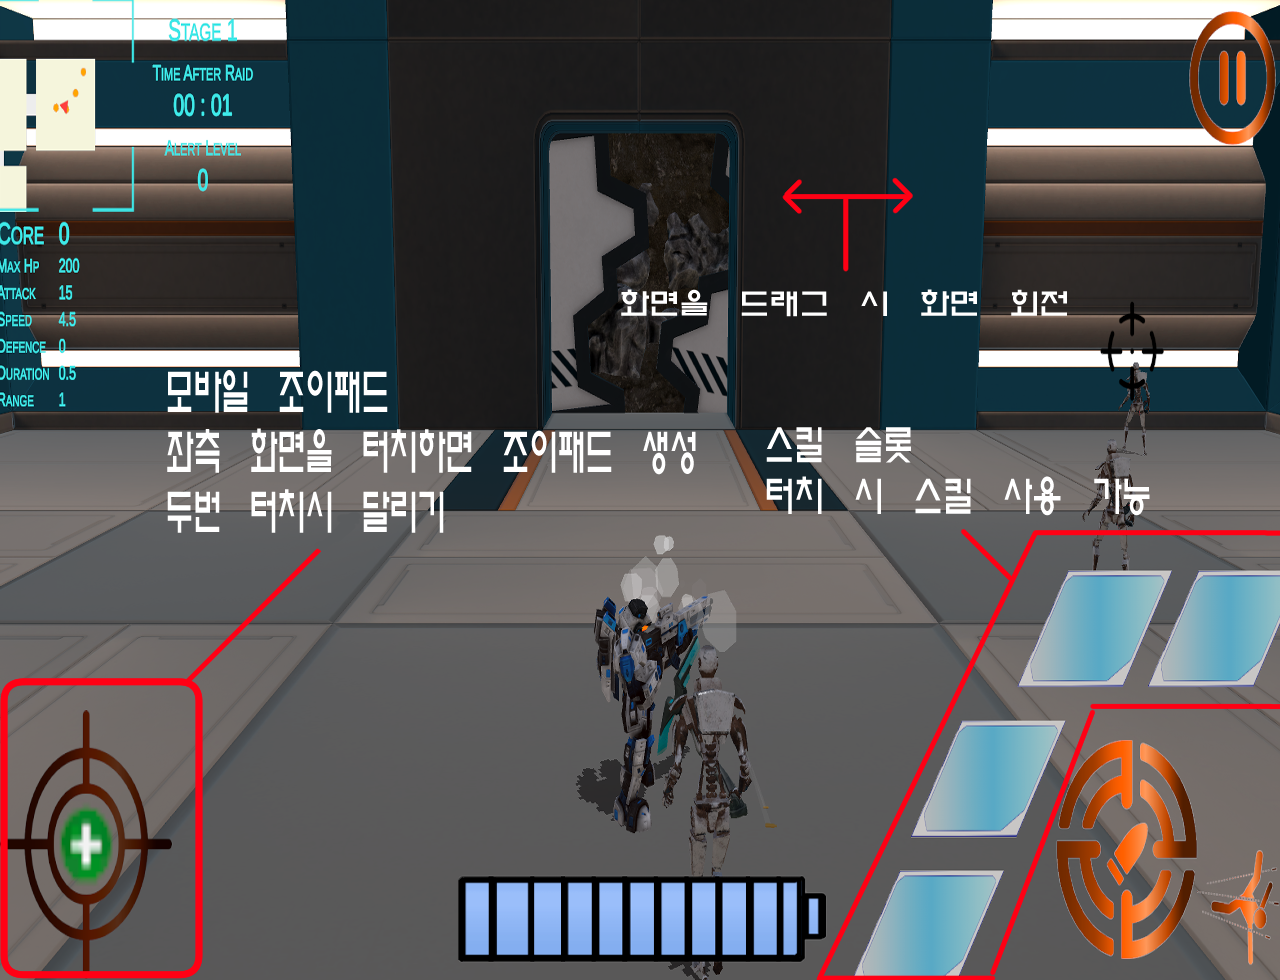 STAGE 1
TIME AFTER RAID
00 : 01
ALERT LEVEL
0
CORE 0
MAX HP 200
ATTACK 15
SPEED 4.5
DEFENCE 0
DURATION 0.5
RANGE 1
화면을 드래그 시 화면 회전
모바일 조이패드
좌측 화면을 터치하면 조이패드 생성
두번 터치시 달리기
스킬 슬롯
터치 시 스킬 사용 가능